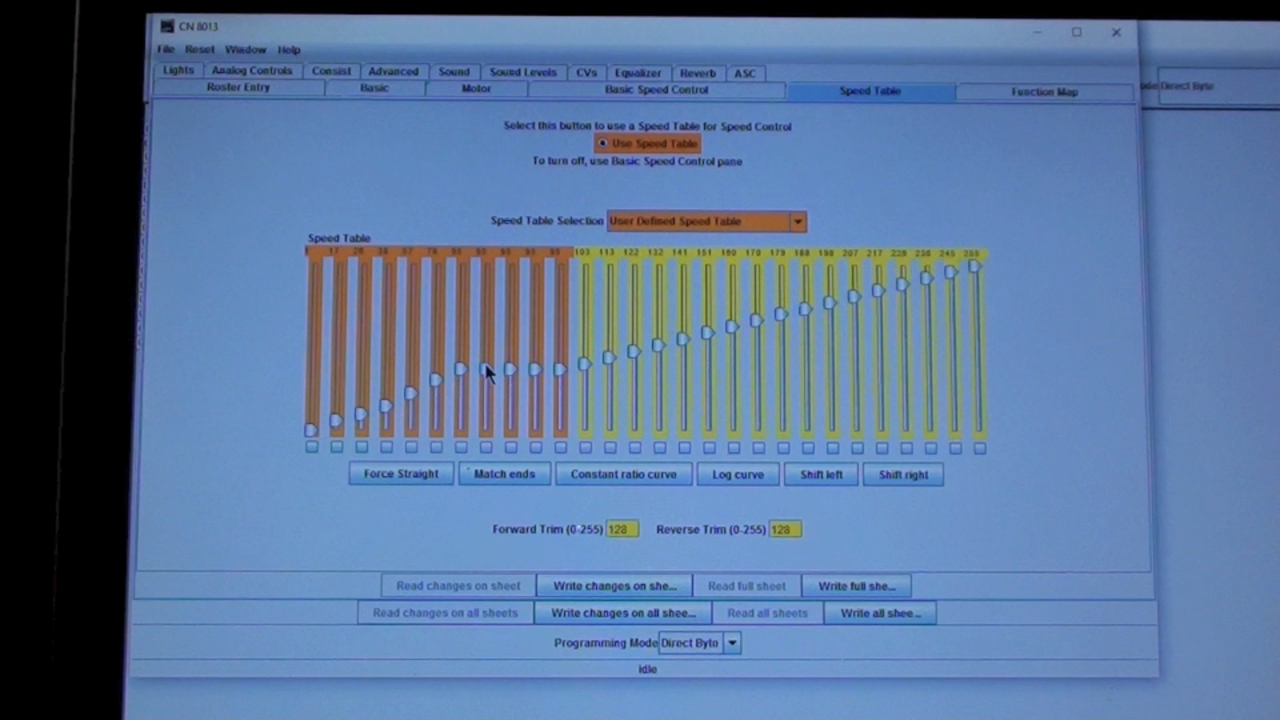 CN 8013
File Reset Window Help
Lights Analog Controls Consist Advanced Sound Sound Levels CVs Equalizer Reverb ASC
Roster Entry Basic Motor Basic Speed Control Speed Table Function Map
Direct Byte
Select this button to use a Speed Table for Speed Control
Use Speed Table
To turn off, use Basic Speed Control pane
Speed Table Selection User Defined Speed Table
Speed Table
103 113 122 132 141 151 160 170 179 188 198 207 217
Force Straight Match ends Constant ratio curve Log curve Shift left Shift right
Forward Trim (0-255) 128 Reverse Trim (0-255) 128
Read changes on sheet Write changes on she... Read full sheet Write full she...
Read changes on all sheets Write changes on all shee... Read all sheets Write all shee...
Programming Mode Direct Byte
idle